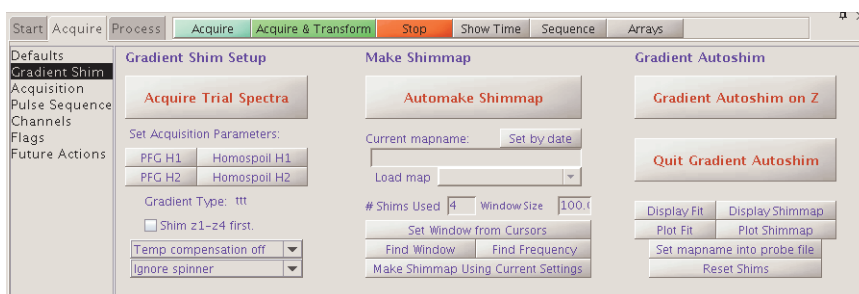 Start Acquire Process Acquire Acquire & Transform Stop Show Time Sequence Arrays
Defaults
Gradient Shim
Acquisition
Pulse Sequence
Channels
Flags
Future Actions
Gradient Shim Setup
Acquire Trial Spectra
Set Acquisition Parameters:
PFG H1 Homospoil H1
PFG H2 Homospoil H2
Gradient Type: ttt
Shim z1-z4 first.
Temp compensation off
Ignore spinner
Make Shimmap
Automake Shimmap
Current mapname: Set by date
Load map
# Shims Used 4 Window Size 100.
Set Window from Cursors
Find Window Find Frequency
Make Shimmap Using Current Settings
Gradient Autoshim
Gradient Autoshim on Z
Quit Gradient Autoshim
Display Fit Display Shimmap
Plot Fit Plot Shimmap
Set mapname into probe file
Reset Shims